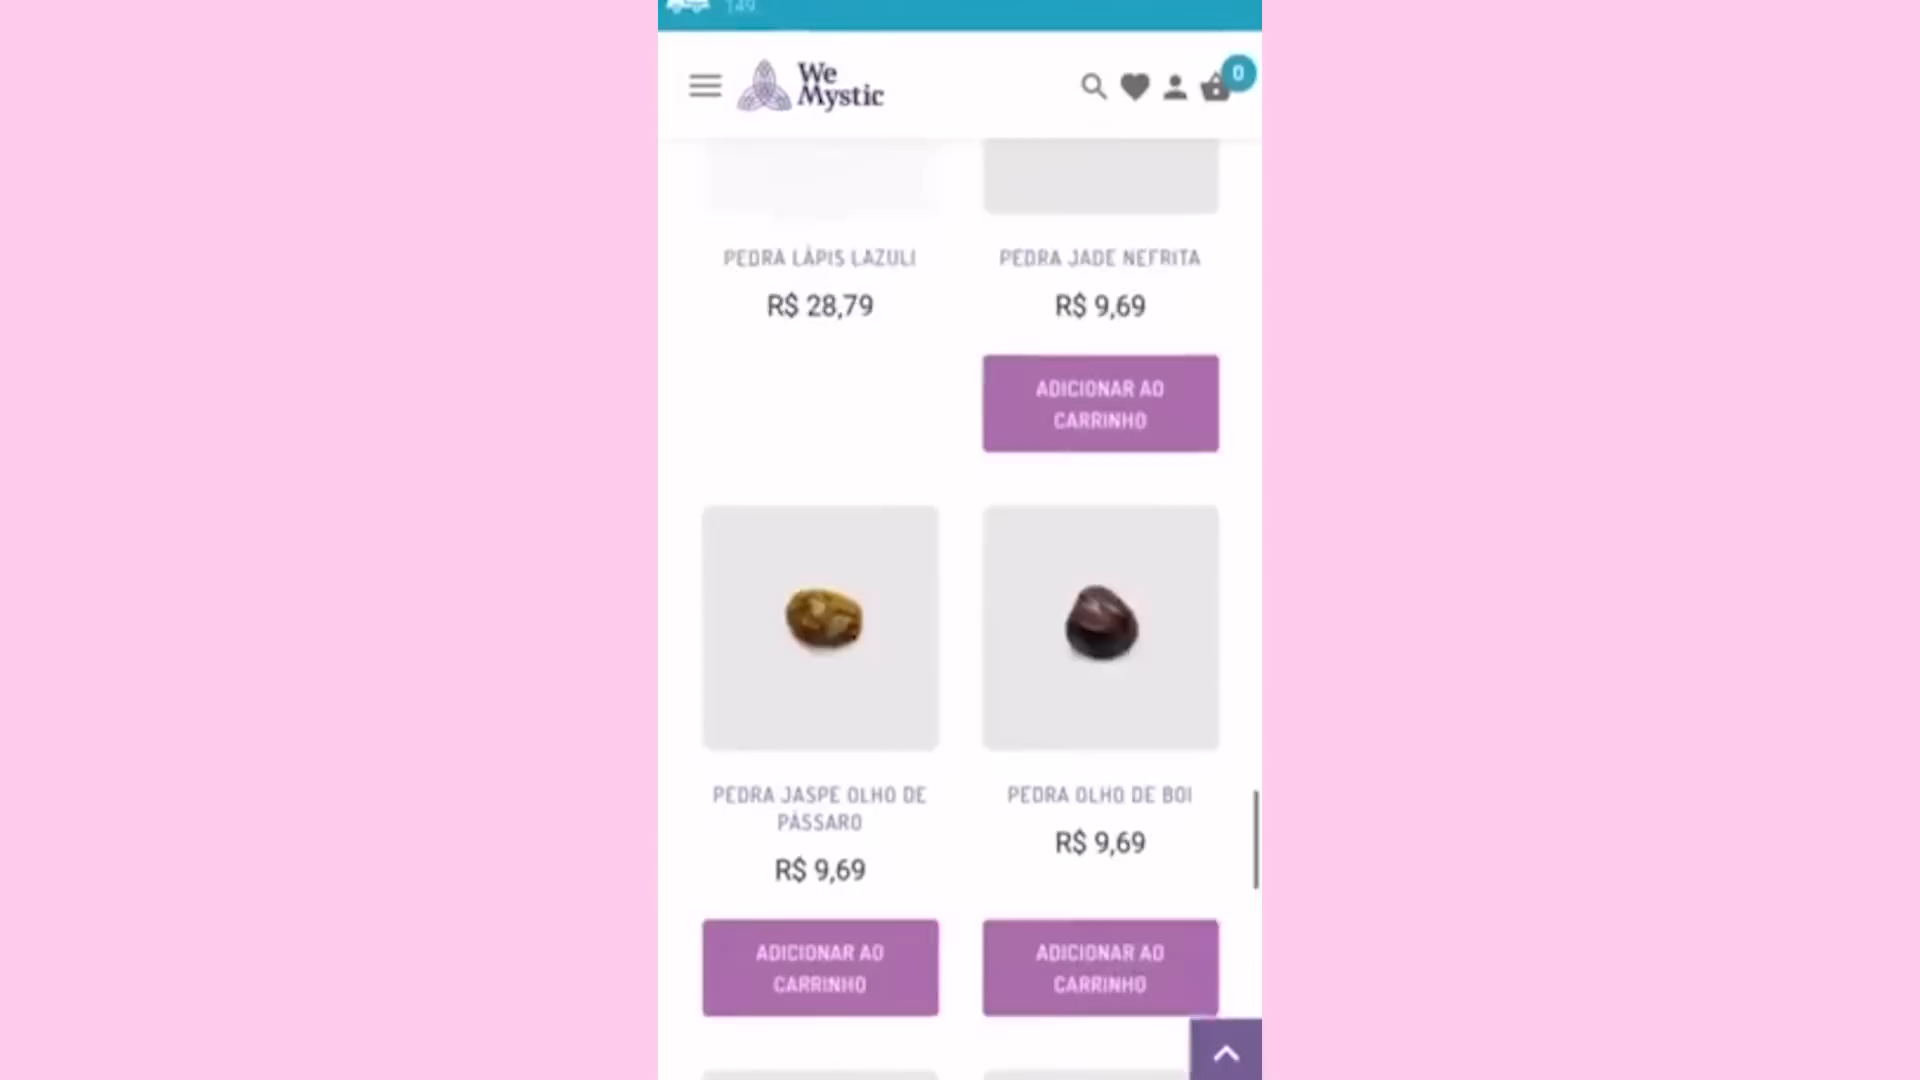 149
We
Mystic
0
PEDRA LÁPIS LAZULI
R$ 28,79
PEDRA JADE NEFRITA
R$ 9,69
ADICIONAR AO
CARRINHO
PEDRA JASPE OLHO DE
PÁSSARO
R$ 9,69
ADICIONAR AO
CARRINHO
PEDRA OLHO DE BOI
R$ 9,69
ADICIONAR AO
CARRINHO